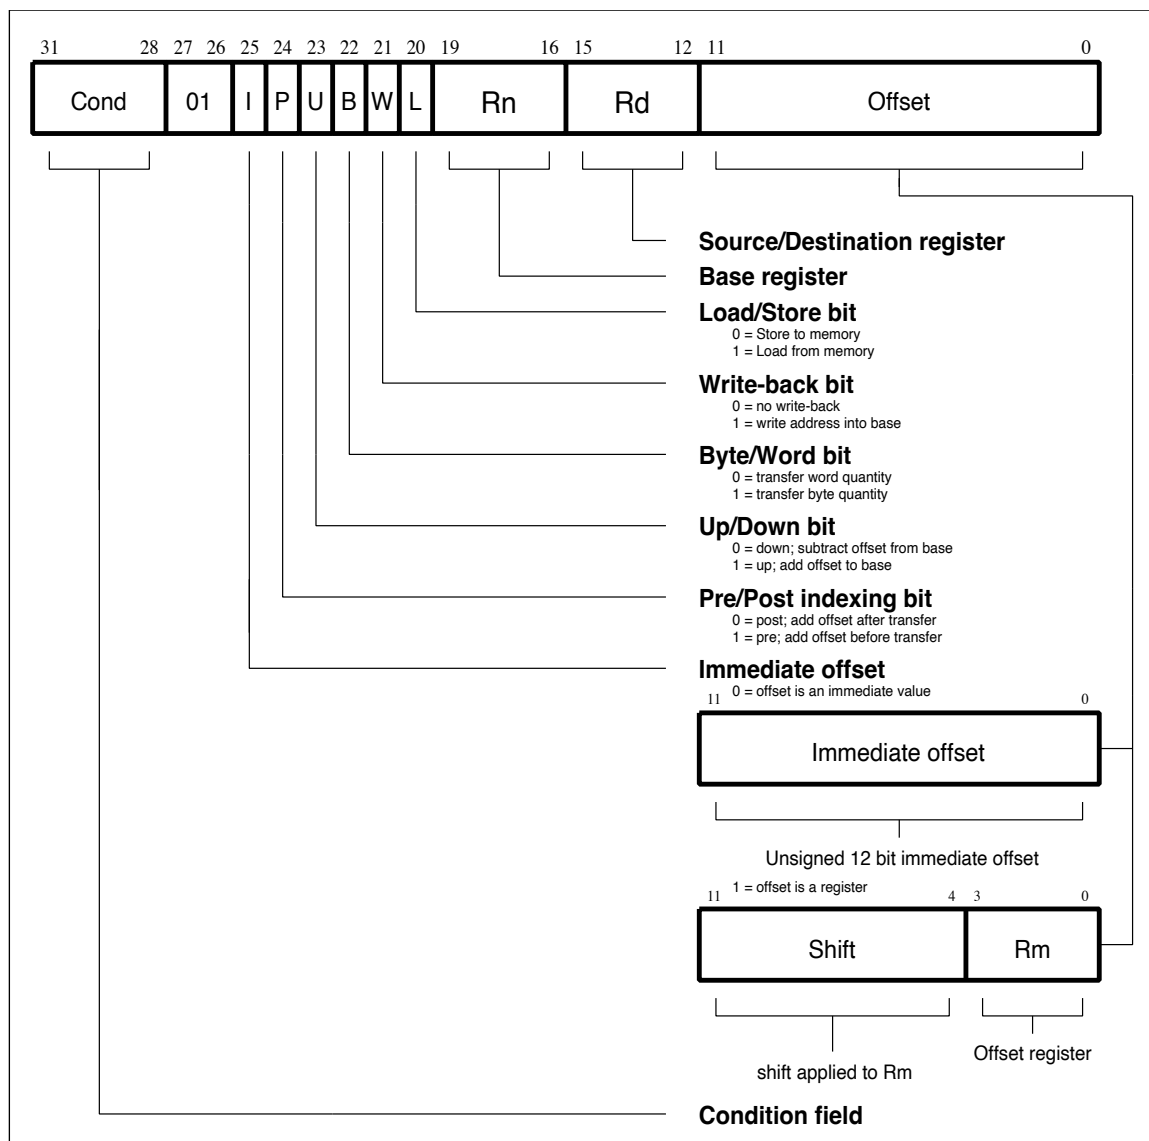 31 28 27 26 25 24 23 22 21 20 19 16 15 12 11 0
Cond 01 I P U B W L Rn Rd Offset
Source/Destination register
Base register
Load/Store bit
0 = Store to memory
1 = Load from memory
Write-back bit
0 = no write-back
1 = write address into base
Byte/Word bit
0 = transfer word quantity
1 = transfer byte quantity
Up/Down bit
0 = down; subtract offset from base
1 = up; add offset to base
Pre/Post indexing bit
0 = post; add offset after transfer
1 = pre; add offset before transfer
Immediate offset
0 = offset is an immediate value
11 0
Immediate offset
Unsigned 12 bit immediate offset
1 = offset is a register
11 4 3 0
Shift Rm
Offset register
shift applied to Rm
Condition field